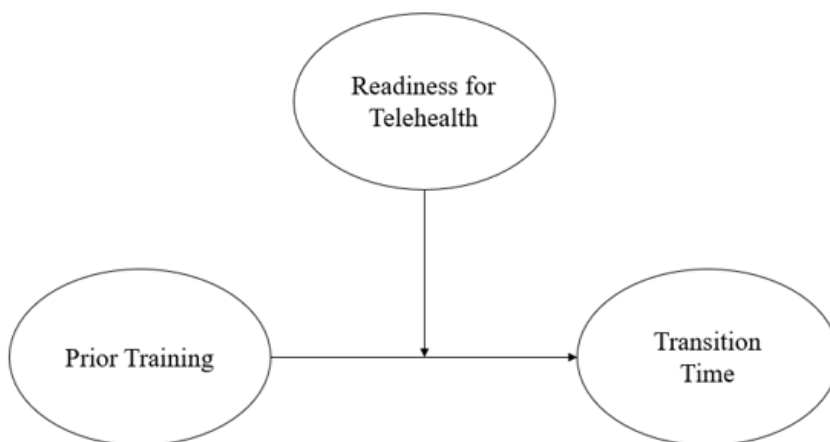 Readiness for
Telehealth
Prior Training
Transition
Time